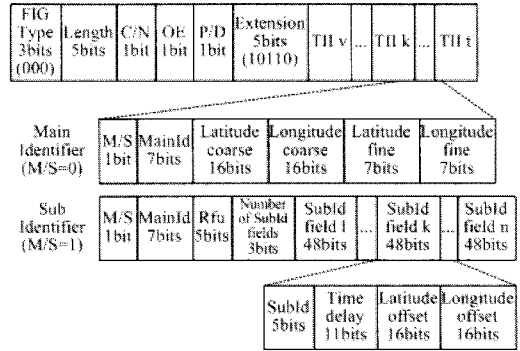 FIG Type 3bits (000)
Length 5bits
C/N 1bit
OE 1bit
P/D 1bit
Extension 5bits (10110)
TII v
...
TII k
...
TII t
Main Identifier (M/S=0)
M/S 1bit
MainId 7bits
Latitude coarse 16bits
Longitude coarse 16bits
Latitude fine 7bits
Longitude fine 7bits
Sub Identifier (M/S=1)
M/S 1bit
MainId 7bits
Rfu 5bits
Number of SubId fields 3bits
SubId field 1 48bits
...
SubId field k 48bits
...
SubId field n 48bits
SubId 5bits
Time delay 11bits
Latitude offset 16bits
Longitude offset 16bits